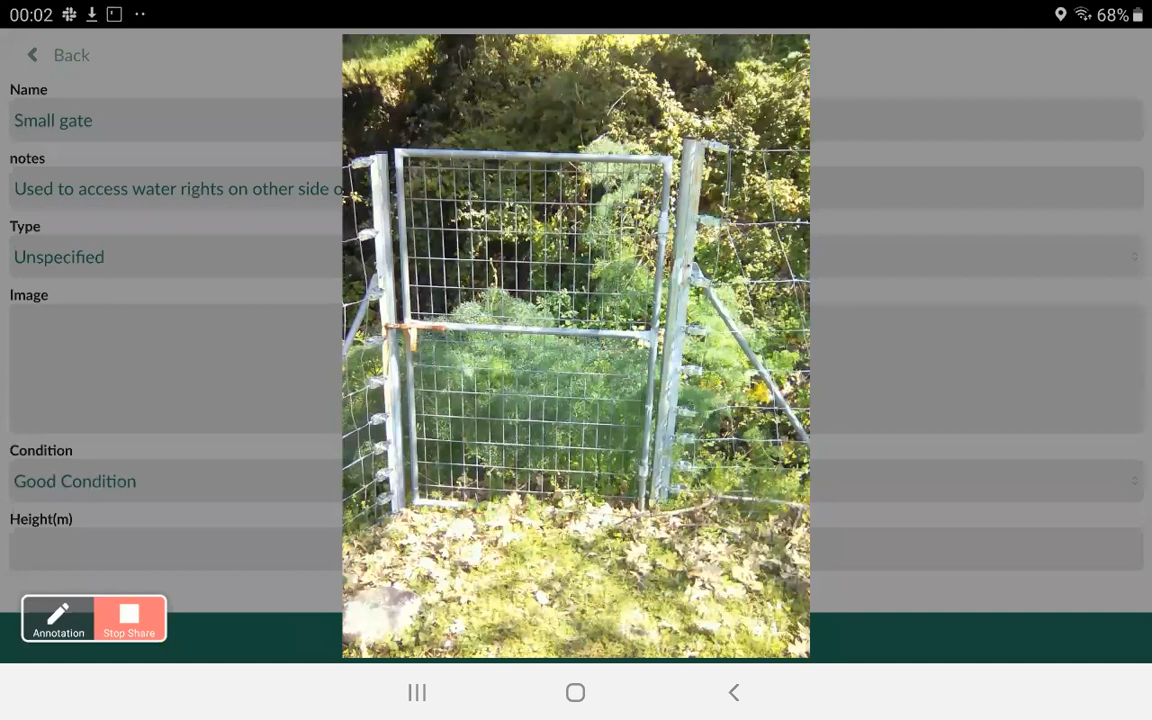 00:02
68%
Back
Name
Small gate
notes
Used to access water rights on other side o
Type
Unspecified
Image
Condition
Good Condition
Height(m)
Annotation
Stop Share